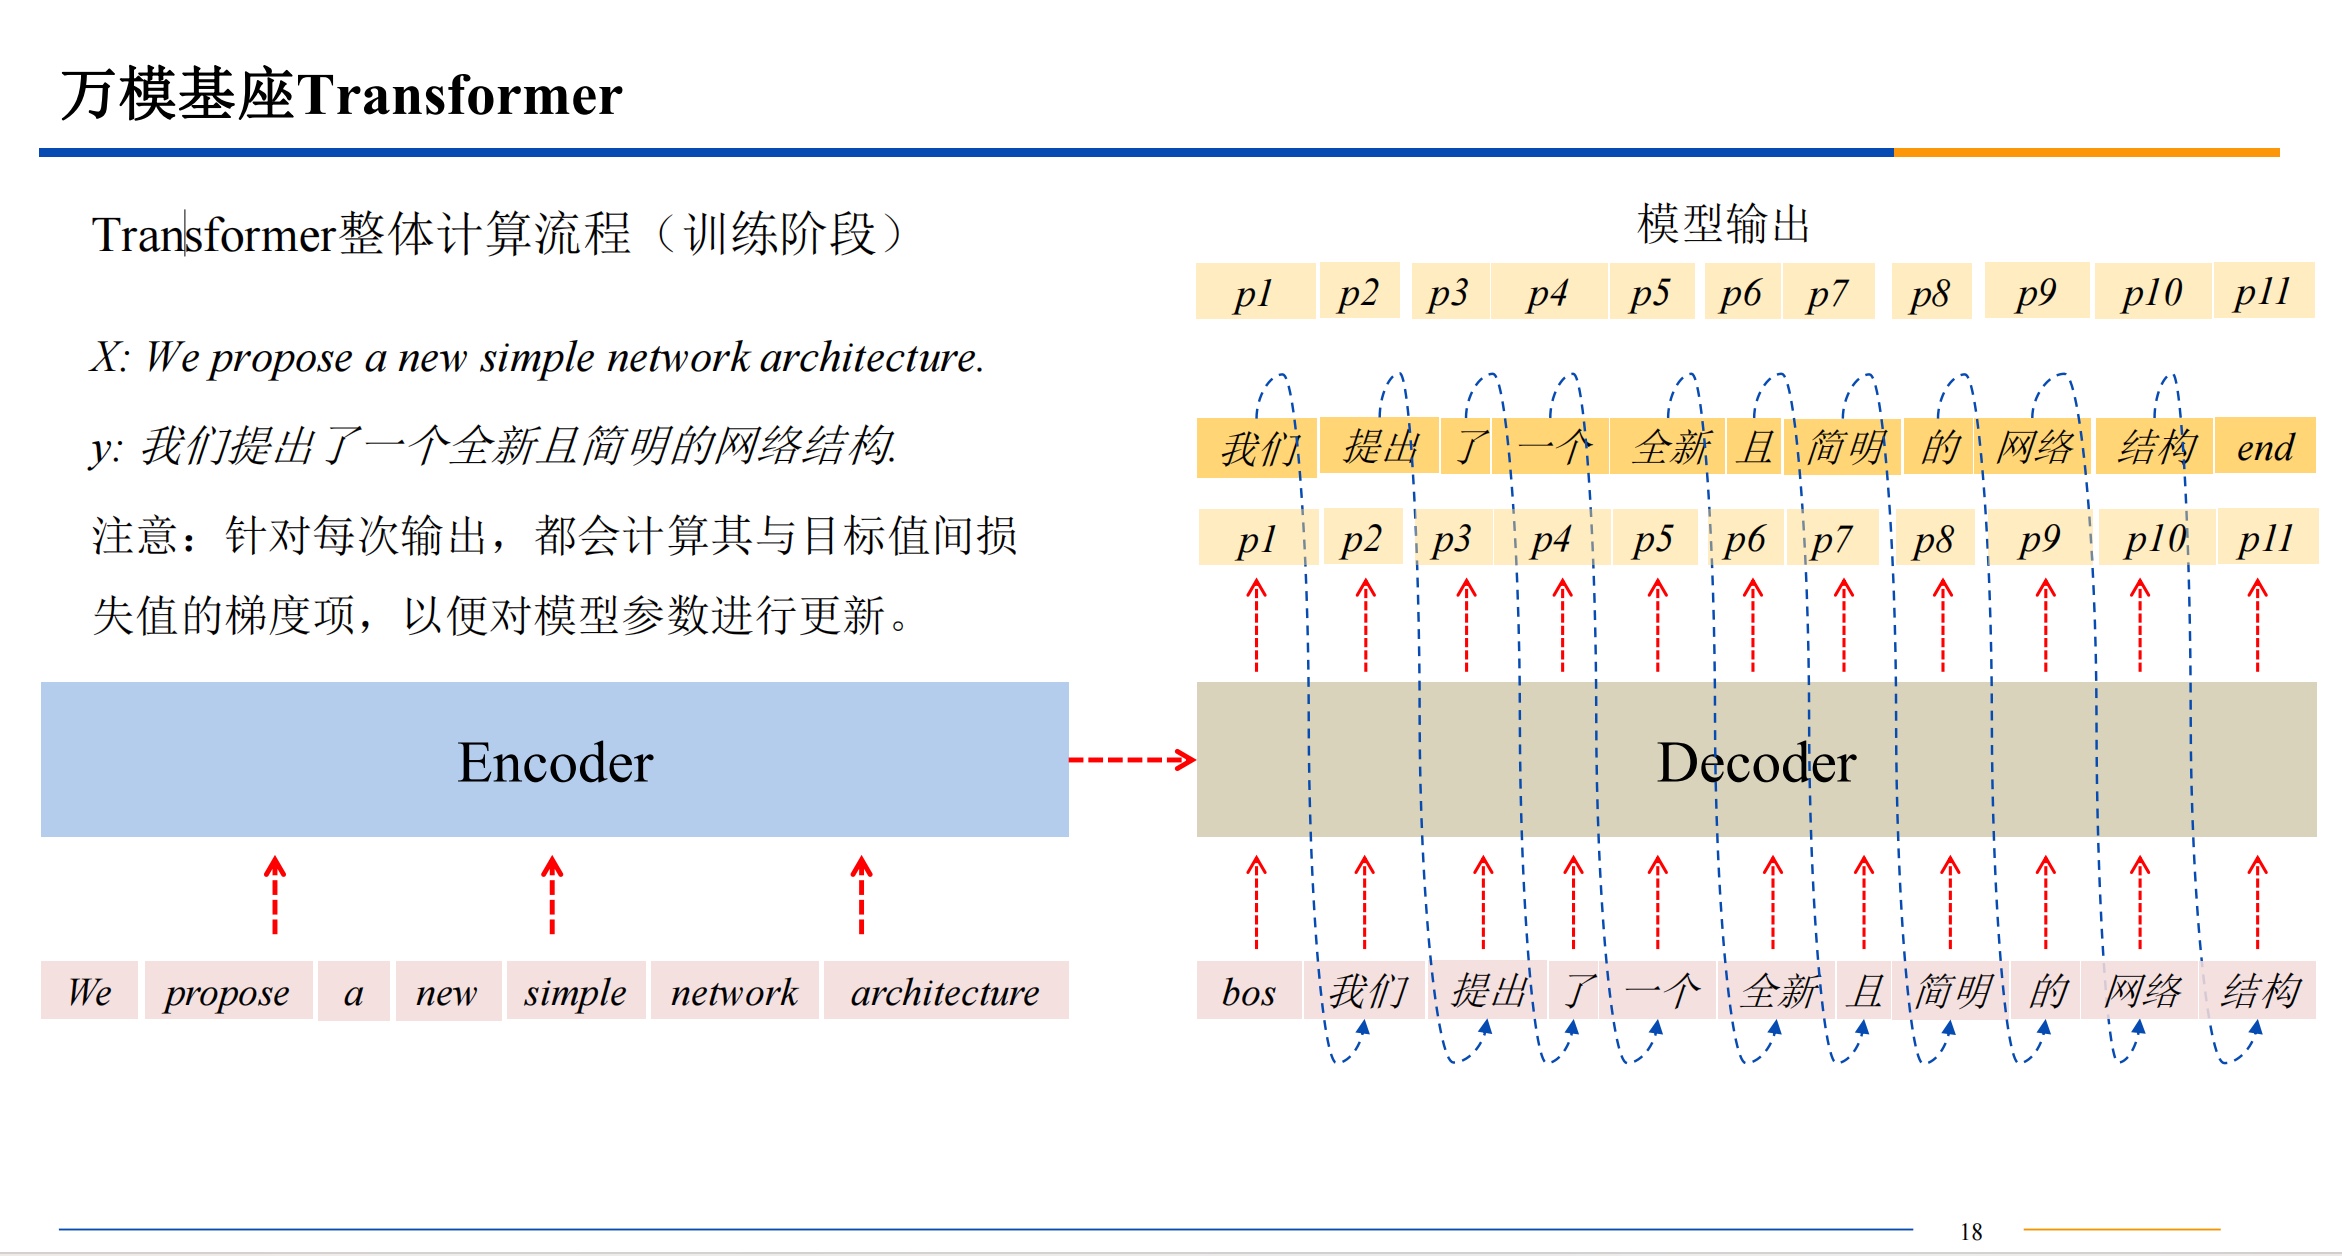 万模基座Transformer
Transformer整体计算流程（训练阶段）
X: We propose a new simple network architecture.
y: 我们提出了一个全新且简明的网络结构.
注意：针对每次输出，都会计算其与目标值间损
失值的梯度项，以便对模型参数进行更新。
模型输出
p1 p2 p3 p4 p5 p6 p7 p8 p9 p10 p11
我们 提出 了 一个 全新 且 简明 的 网络 结构 end
p1 p2 p3 p4 p5 p6 p7 p8 p9 p10 p11
Encoder
Decoder
We propose a new simple network architecture
bos 我们 提出 了 一个 全新 且 简明 的 网络 结构
18